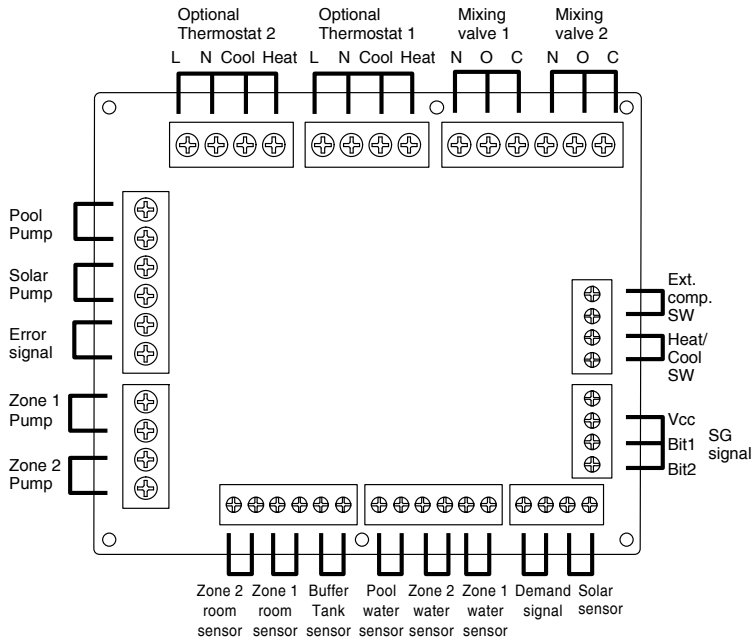 Optional
Thermostat 2
L N Cool Heat
Optional
Thermostat 1
L N Cool Heat
Mixing
valve 1
N O C
Mixing
valve 2
N O C
Pool
Pump
Solar
Pump
Error
signal
Zone 1
Pump
Zone 2
Pump
Ext.
comp.
SW
Heat/
Cool
SW
Vcc
Bit1
Bit2
SG
signal
Zone 2
room
sensor
Zone 1
room
sensor
Buffer
Tank
sensor
Pool
water
sensor
Zone 2
water
sensor
Zone 1
water
sensor
Demand
signal
Solar
sensor